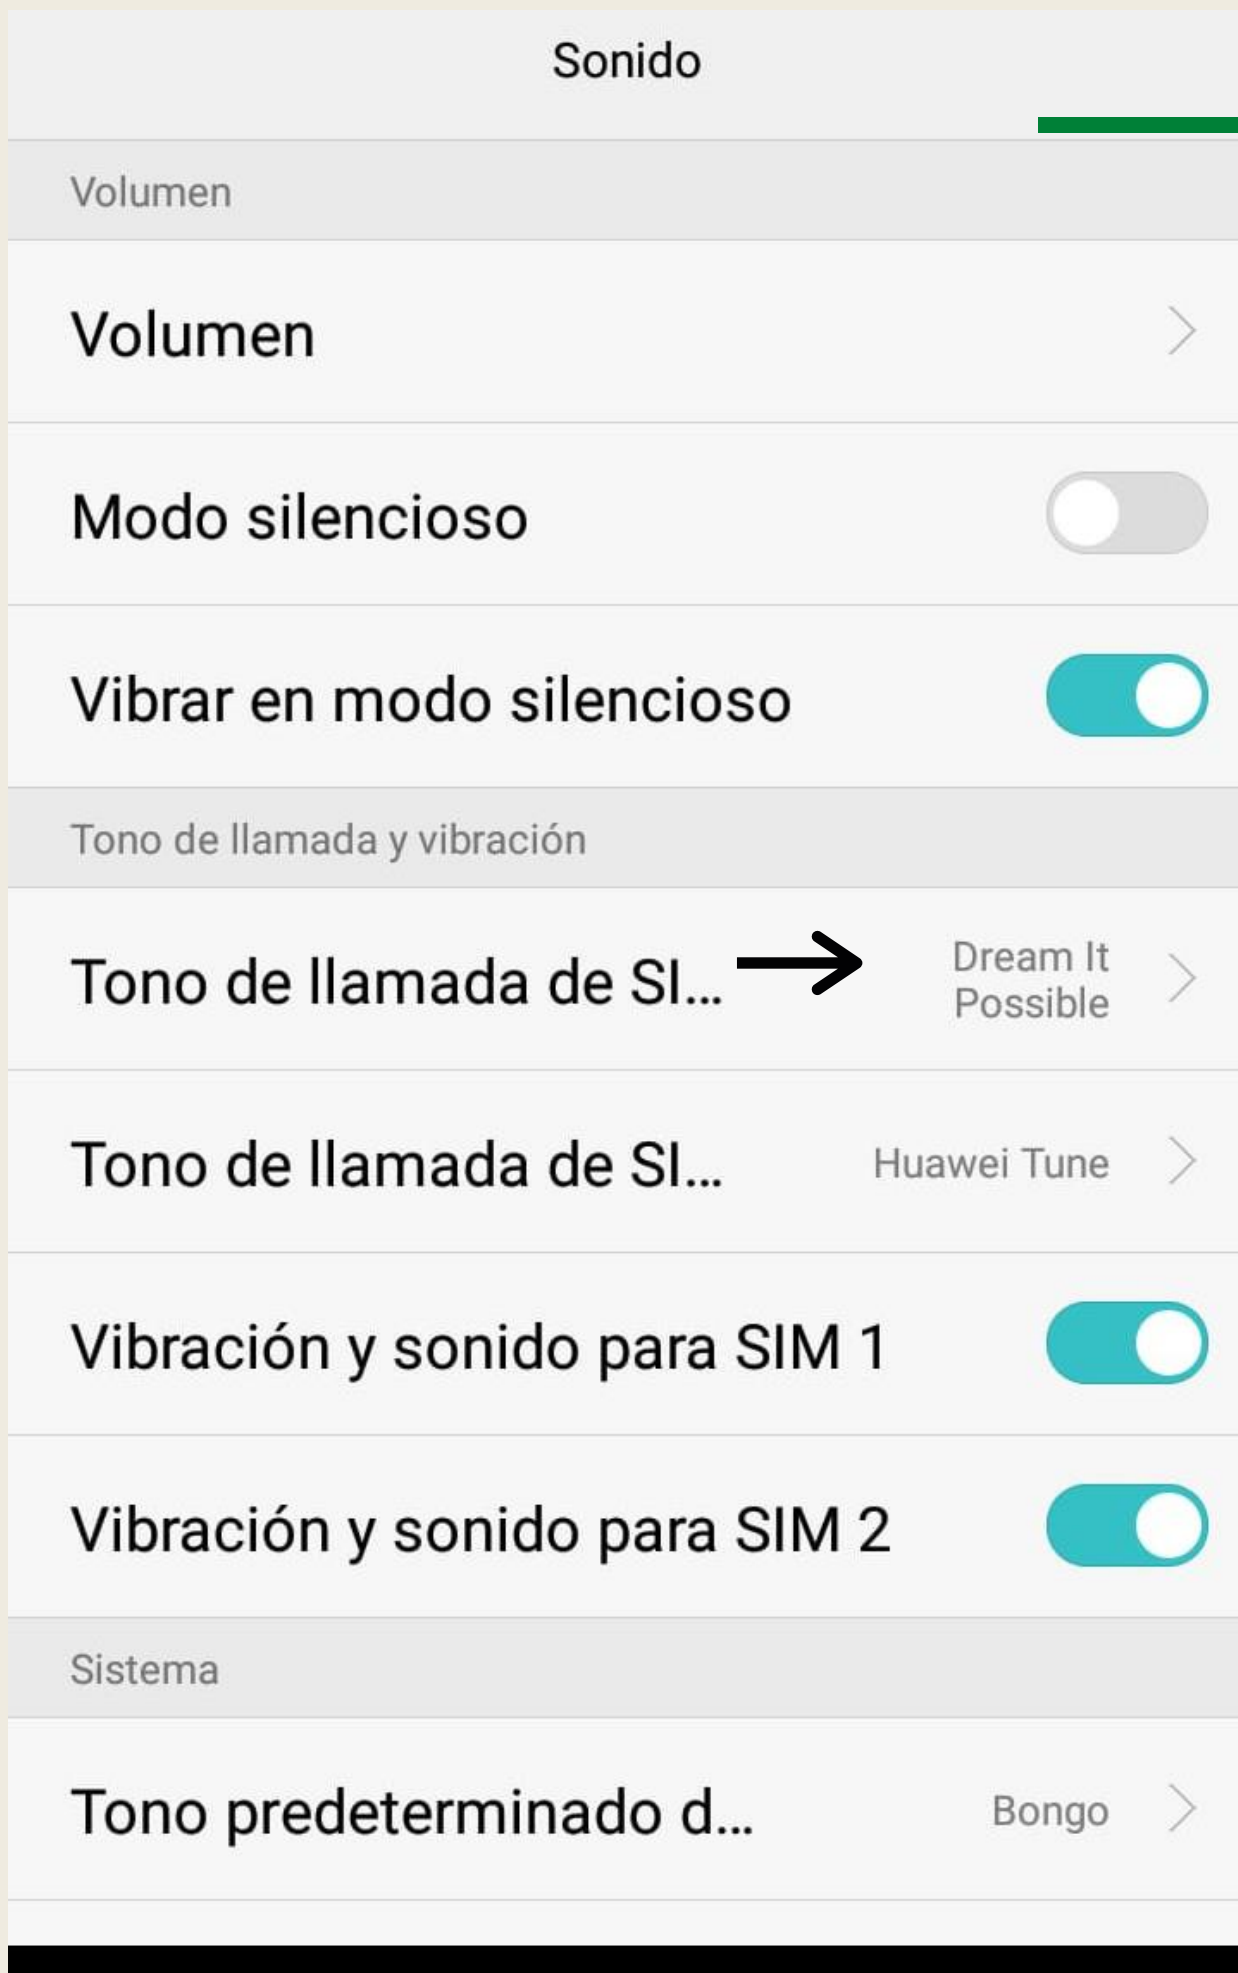 Sonido
Volumen
Volumen
Modo silencioso
Vibrar en modo silencioso
Tono de llamada y vibración
Tono de llamada de SI...
Dream It
Possible
Tono de llamada de SI...
Huawei Tune
Vibración y sonido para SIM 1
Vibración y sonido para SIM 2
Sistema
Tono predeterminado d...
Bongo